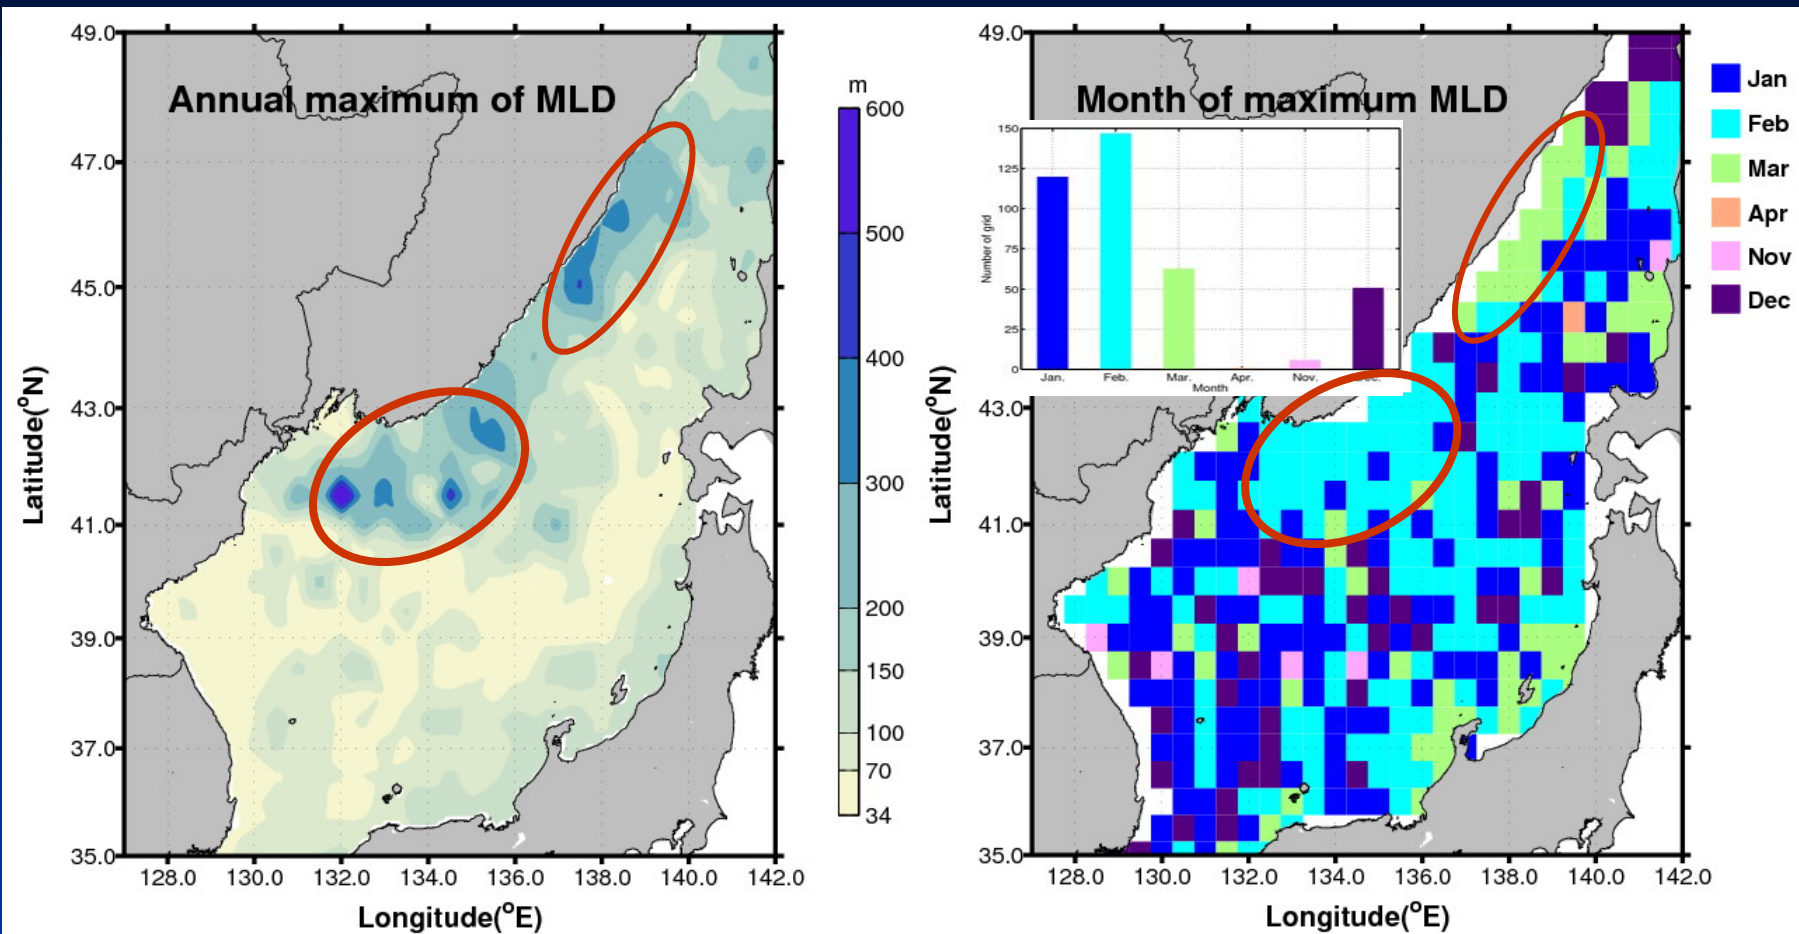 Annual maximum of MLD
49.0
47.0
45.0
43.0
41.0
39.0
37.0
35.0
Latitude(°N)
128.0 130.0 132.0 134.0 136.0 138.0 140.0 142.0
Longitude(°E)
m
600
500
400
300
200
150
100
70
34
Month of maximum MLD
49.0
43.0
41.0
39.0
37.0
35.0
Latitude(°N)
128.0 130.0 132.0 134.0 136.0 138.0 140.0 142.0
Longitude(°E)
150
125
100
75
50
25
0
Number of grid
Jan. Feb. Mar. Apr. Nov. Dec.
Month
Jan
Feb
Mar
Apr
Nov
Dec